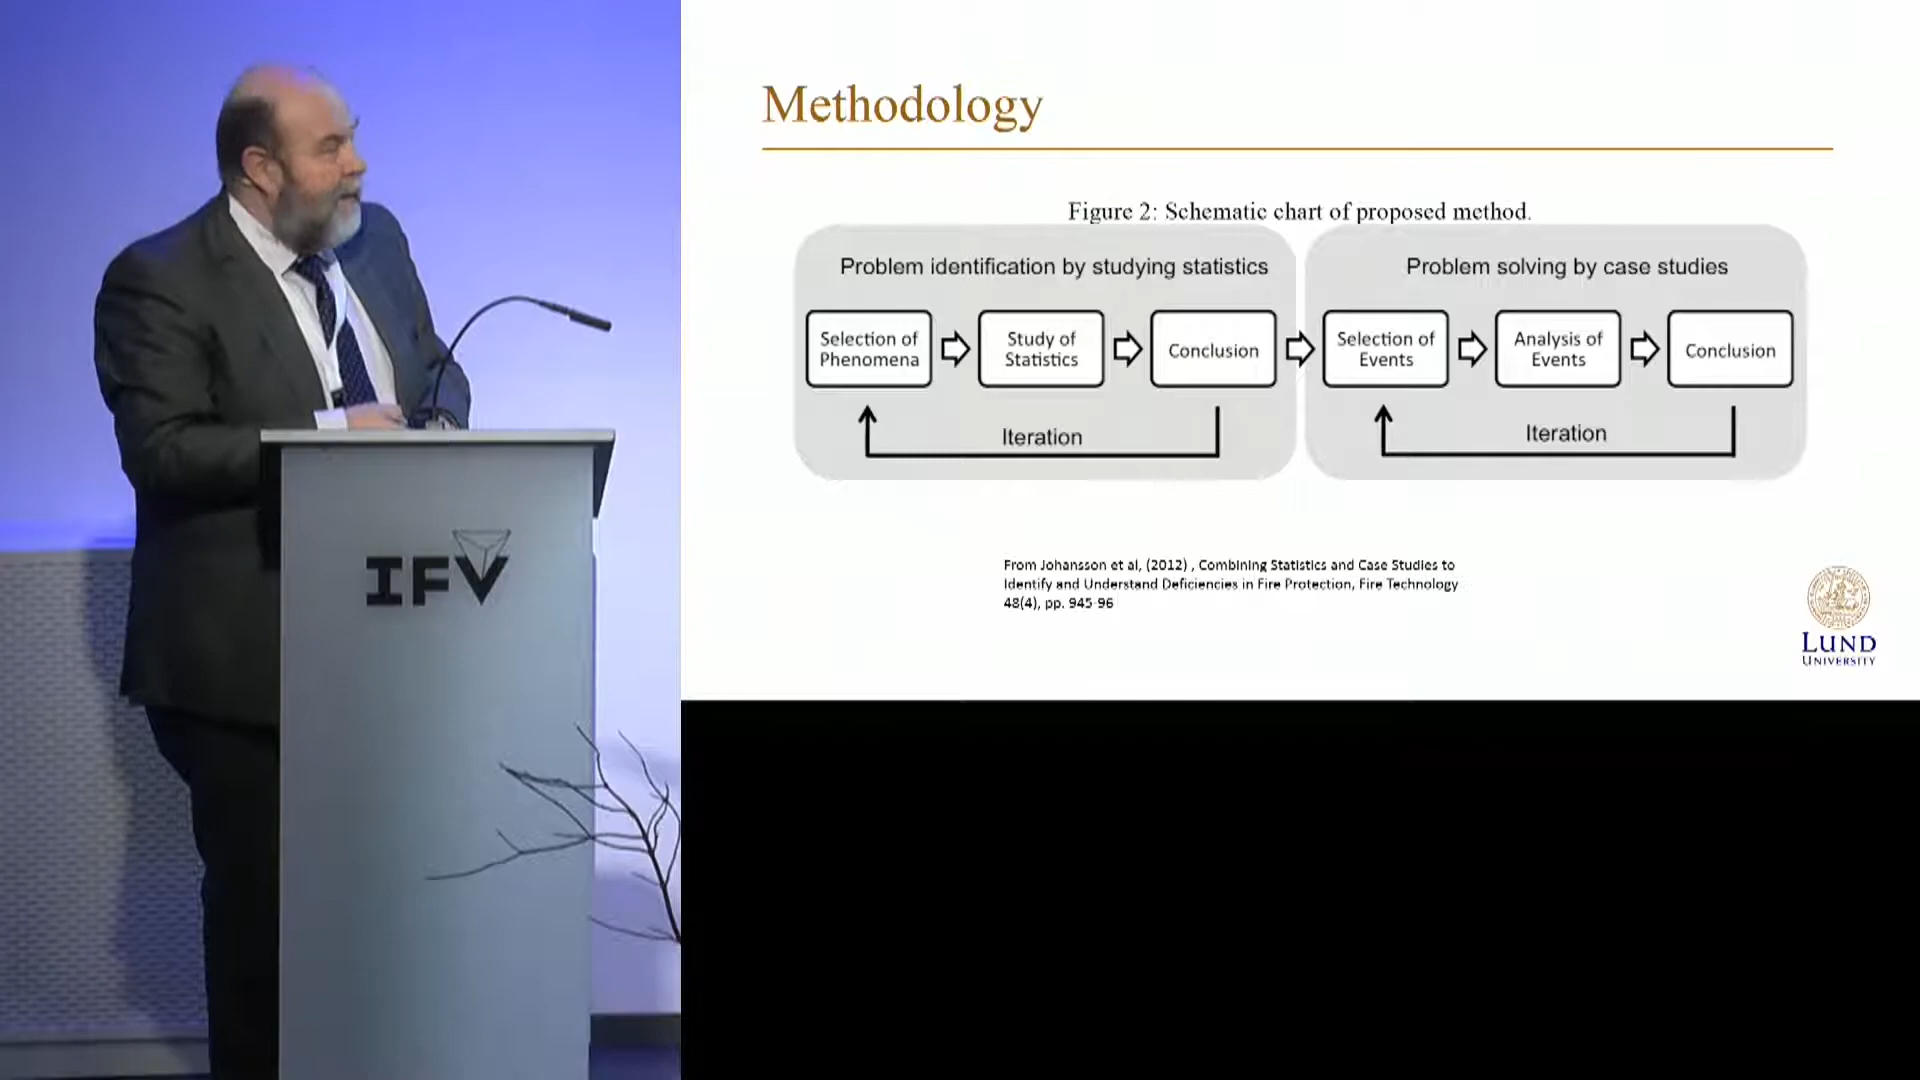 Methodology
Figure 2: Schematic chart of proposed method.
Problem identification by studying statistics
Selection of
Phenomena
Study of
Statistics
Conclusion
Iteration
Problem solving by case studies
Selection of
Events
Analysis of
Events
Conclusion
Iteration
From Johansson et al, (2012) , Combining Statistics and Case Studies to
Identify and Understand Deficiencies in Fire Protection, Fire Technology
48(4), pp. 945-96
LUND
UNIVERSITY
IFV